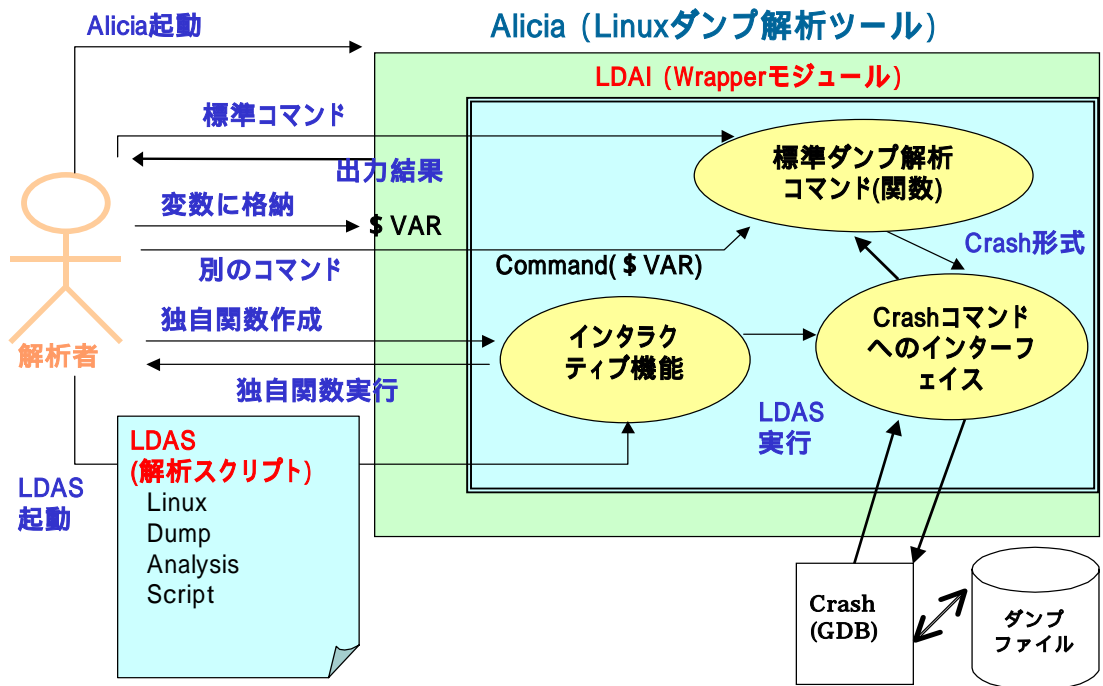 Alicia起動
Alicia (Linuxダンプ解析ツール)
LDAI (Wrapperモジュール)
標準コマンド
出力結果
標準ダンプ解析
コマンド(関数)
変数に格納
$ VAR
別のコマンド
Command( $ VAR)
Crash形式
独自関数作成
インタラク
ティブ機能
Crashコマンド
へのインターフ
ェイス
解析者
独自関数実行
LDAS
実行
LDAS
(解析スクリプト)
Linux
Dump
Analysis
Script
LDAS
起動
Crash
(GDB)
ダンプ
ファイル